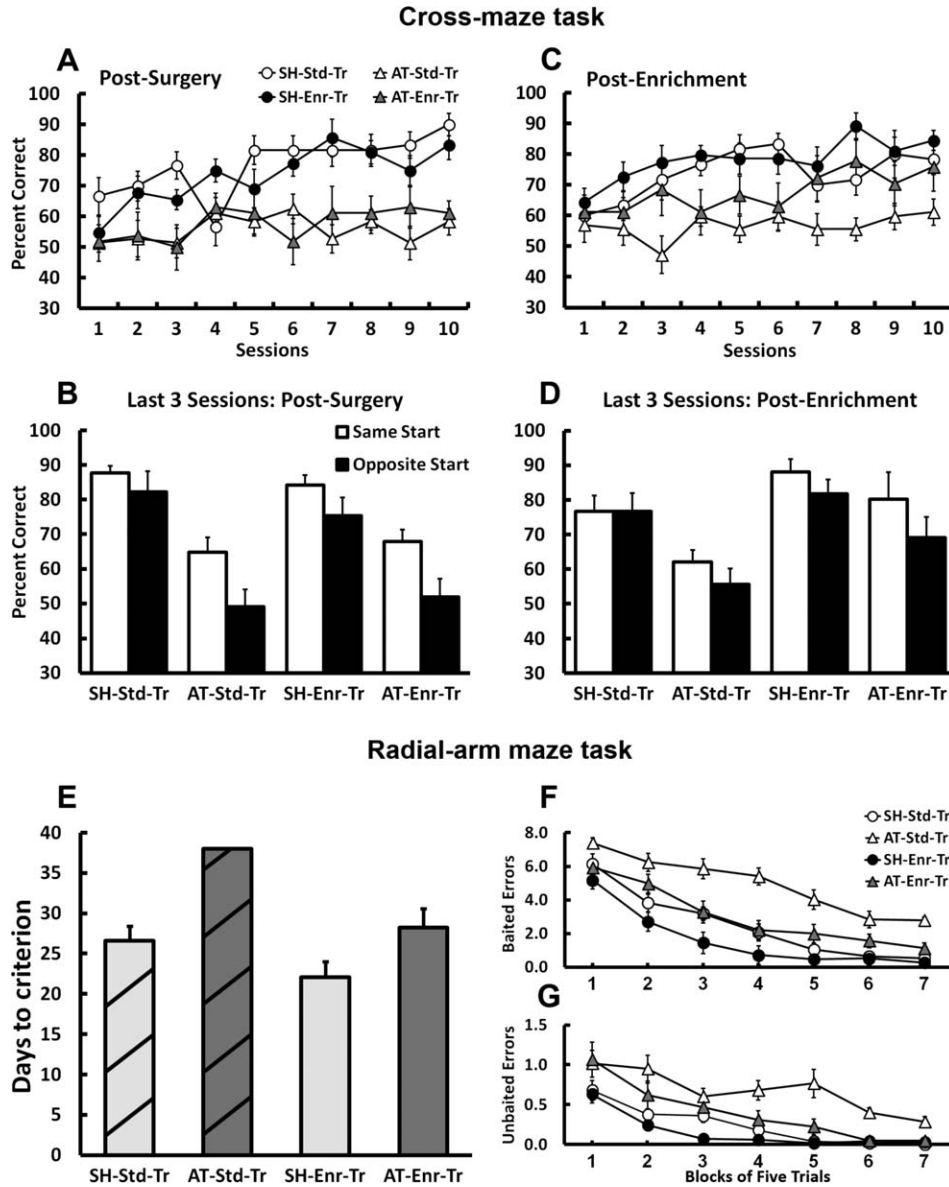 Cross-maze task
A
Post-Surgery
SH-Std-Tr
AT-Std-Tr
SH-Enr-Tr
AT-Enr-Tr
100
90
80
70
60
50
40
30
Percent Correct
1 2 3 4 5 6 7 8 9 10
Sessions
C
Post-Enrichment
100
90
80
70
60
50
40
30
1 2 3 4 5 6 7 8 9 10
Sessions
B
Last 3 Sessions: Post-Surgery
Same Start
Opposite Start
100
90
80
70
60
50
40
30
Percent Correct
SH-Std-Tr AT-Std-Tr SH-Enr-Tr AT-Enr-Tr
D
Last 3 Sessions: Post-Enrichment
100
90
80
70
60
50
40
30
SH-Std-Tr AT-Std-Tr SH-Enr-Tr AT-Enr-Tr
Radial-arm maze task
E
40
35
30
25
20
15
10
5
0
Days to criterion
SH-Std-Tr AT-Std-Tr SH-Enr-Tr AT-Enr-Tr
F
SH-Std-Tr
AT-Std-Tr
SH-Enr-Tr
AT-Enr-Tr
8.0
6.0
4.0
2.0
0.0
Baited Errors
1 2 3 4 5 6 7
G
1.5
1.0
0.5
0.0
Unbaited Errors
1 2 3 4 5 6 7
Blocks of Five Trials